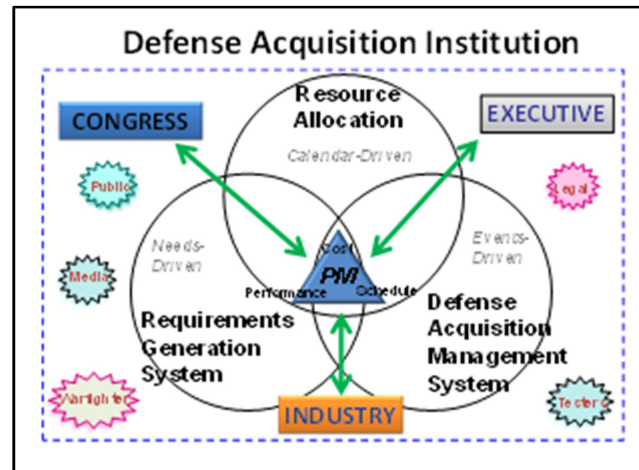 Defense Acquisition Institution
CONGRESS
Resource
Allocation
EXECUTIVE
Calendar-Driven
Public
Legal
Needs-
Driven
Events-
Driven
Media
Cost
PM
Performance
Schedule
Requirements
Generation
System
Defense
Acquisition
Management
System
Warfighter
INDUSTRY
Testers